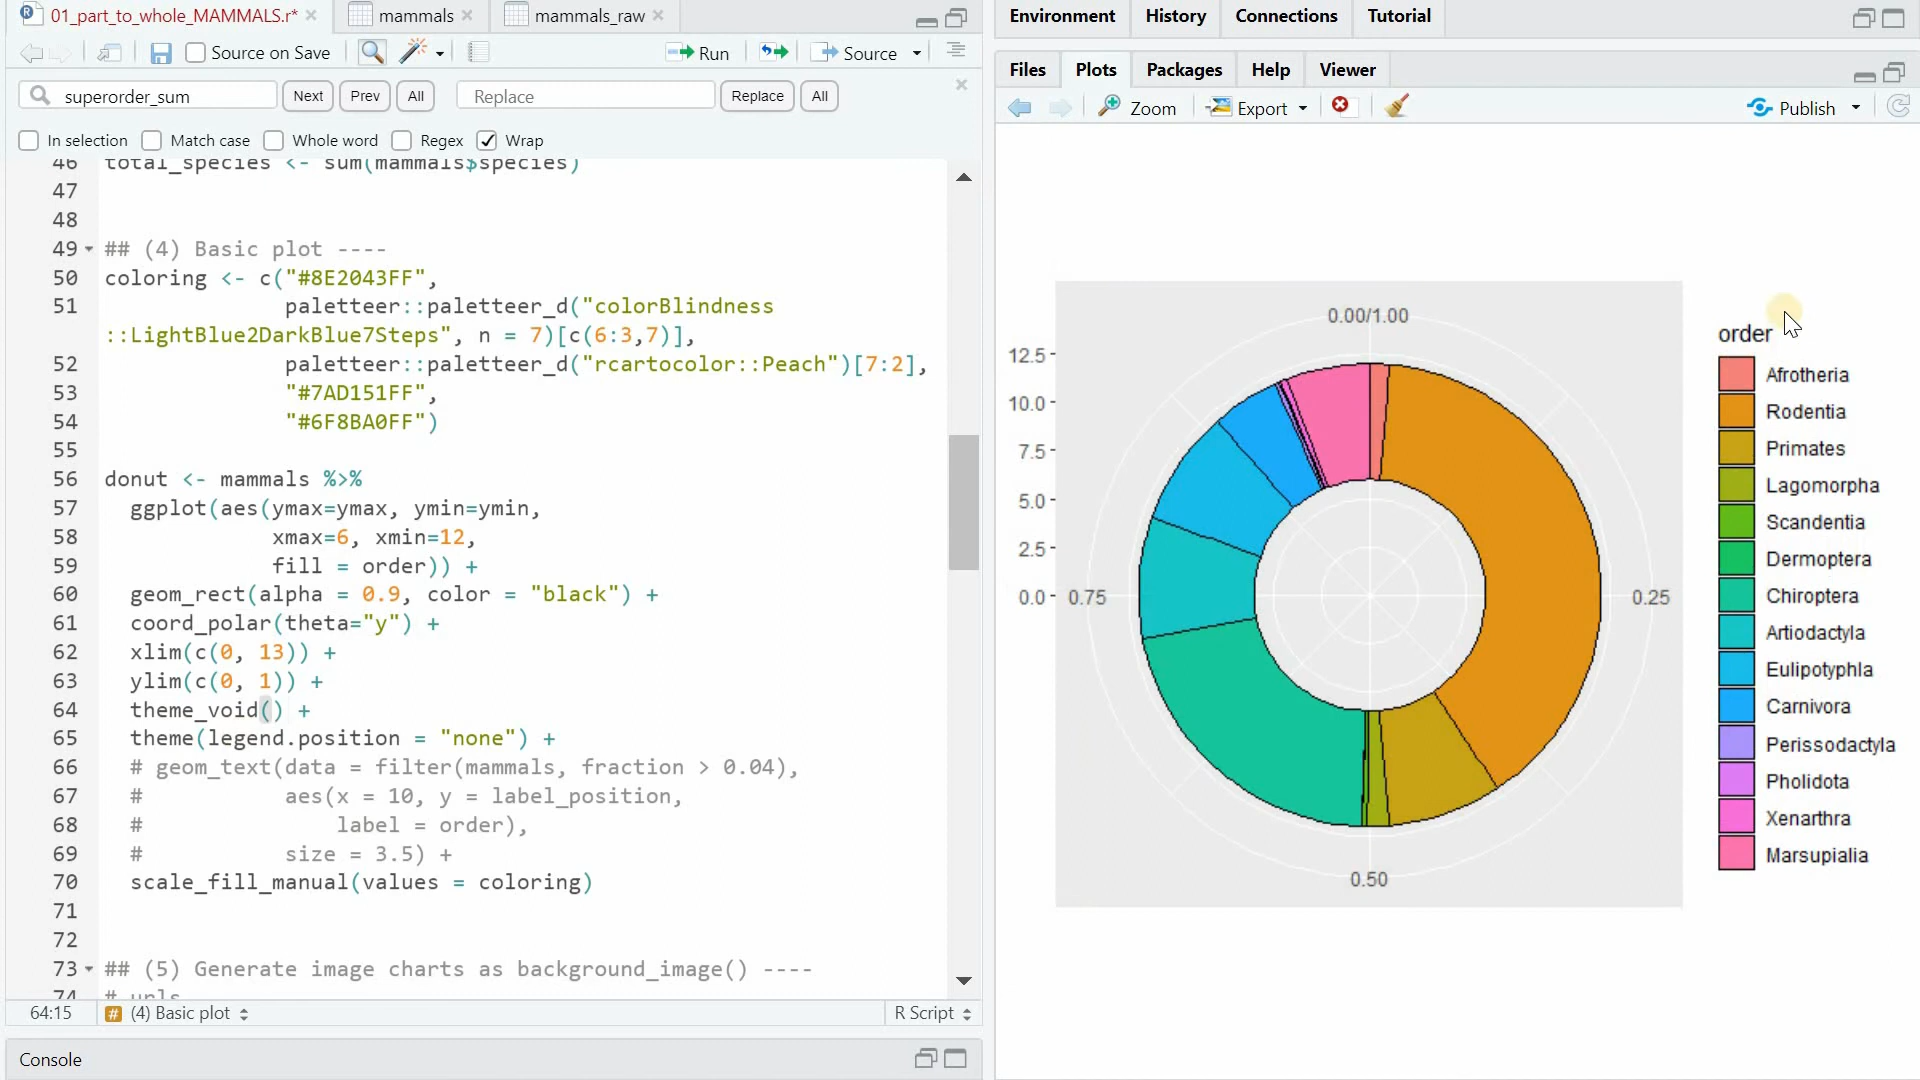 01_part_to_whole_MAMMALS.r*
mammals
mammals_raw
Source on Save
Run
Source
superorder_sum
Next
Prev
All
Replace
Replace
All
In selection
Match case
Whole word
Regex
Wrap
46 total_species <- sum(mammals$species)
47
48
49 ## (4) Basic plot ----
50 coloring <- c("#8E2043FF",
51 paletteer::paletteer_d("colorBlindness
::LightBlue2DarkBlue7Steps", n = 7)[c(6:3,7)],
52 paletteer::paletteer_d("rcartocolor::Peach")[7:2],
53 "#7AD151FF",
54 "#6F8BA0FF")
55
56 donut <- mammals %>%
57 ggplot(aes(ymax=ymax, ymin=ymin,
58 xmax=6, xmin=12,
59 fill = order)) +
60 geom_rect(alpha = 0.9, color = "black") +
61 coord_polar(theta="y") +
62 xlim(c(0, 13)) +
63 ylim(c(0, 1)) +
64 theme_void() +
65 theme(legend.position = "none") +
66 # geom_text(data = filter(mammals, fraction > 0.04),
67 # aes(x = 10, y = label_position,
68 # label = order),
69 # size = 3.5) +
70 scale_fill_manual(values = coloring)
71
72
73 ## (5) Generate image charts as background_image() ----
74 # urls
64:15
# (4) Basic plot
R Script
Console
Environment
History
Connections
Tutorial
Files
Plots
Packages
Help
Viewer
Zoom
Export
Publish
0.00/1.00
12.5
10.0
7.5
5.0
2.5
0.0
0.75
0.25
0.50
order
Afrotheria
Rodentia
Primates
Lagomorpha
Scandentia
Dermoptera
Chiroptera
Artiodactyla
Eulipotyphla
Carnivora
Perissodactyla
Pholidota
Xenarthra
Marsupialia